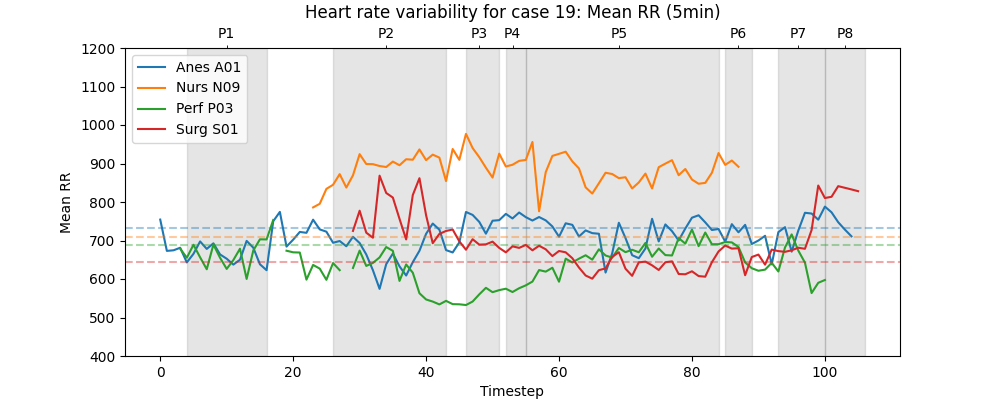 Heart rate variability for case 19: Mean RR (5min)
P1 P2 P3 P4 P5 P6 P7 P8
1200
1100
1000
900
800
700
600
500
400
Mean RR
Anes A01
Nurs N09
Perf P03
Surg S01
0 20 40 60 80 100
Timestep